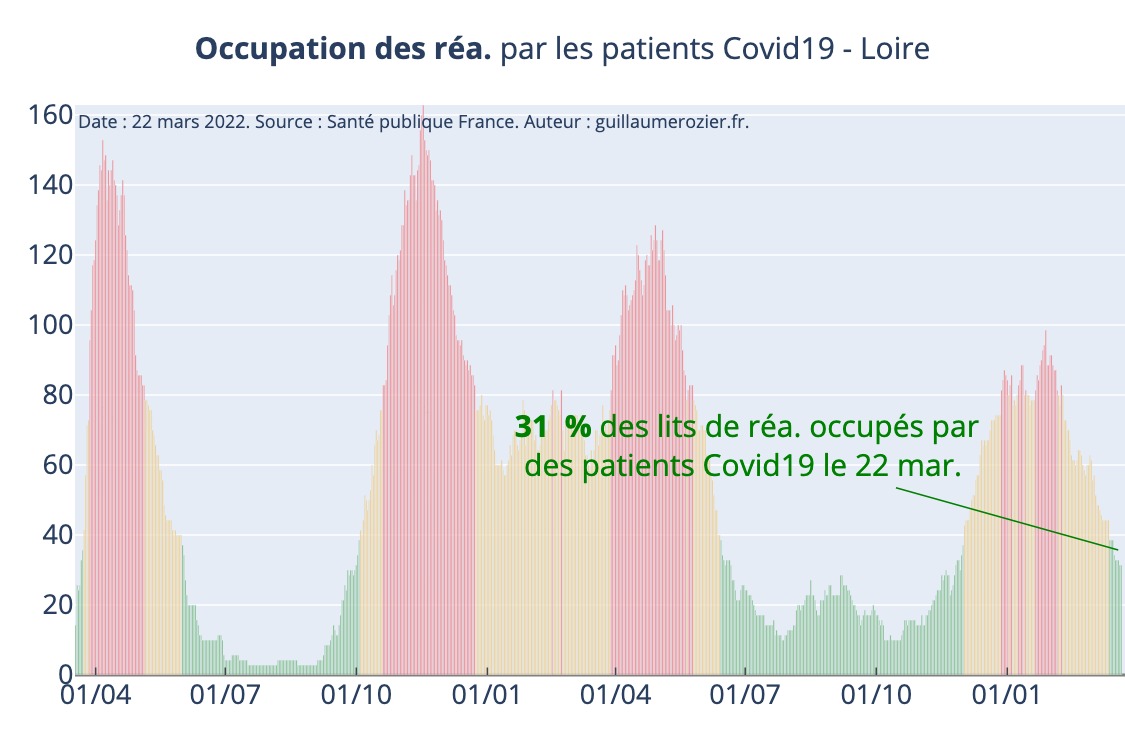 Occupation des réa. par les patients Covid19 - Loire
160
Date : 22 mars 2022. Source : Santé publique France. Auteur : guillaumerozier.fr.
140
120
100
80
31 % des lits de réa. occupés par
des patients Covid19 le 22 mar.
60
40
20
0
01/04 01/07 01/10 01/01 01/04 01/07 01/10 01/01